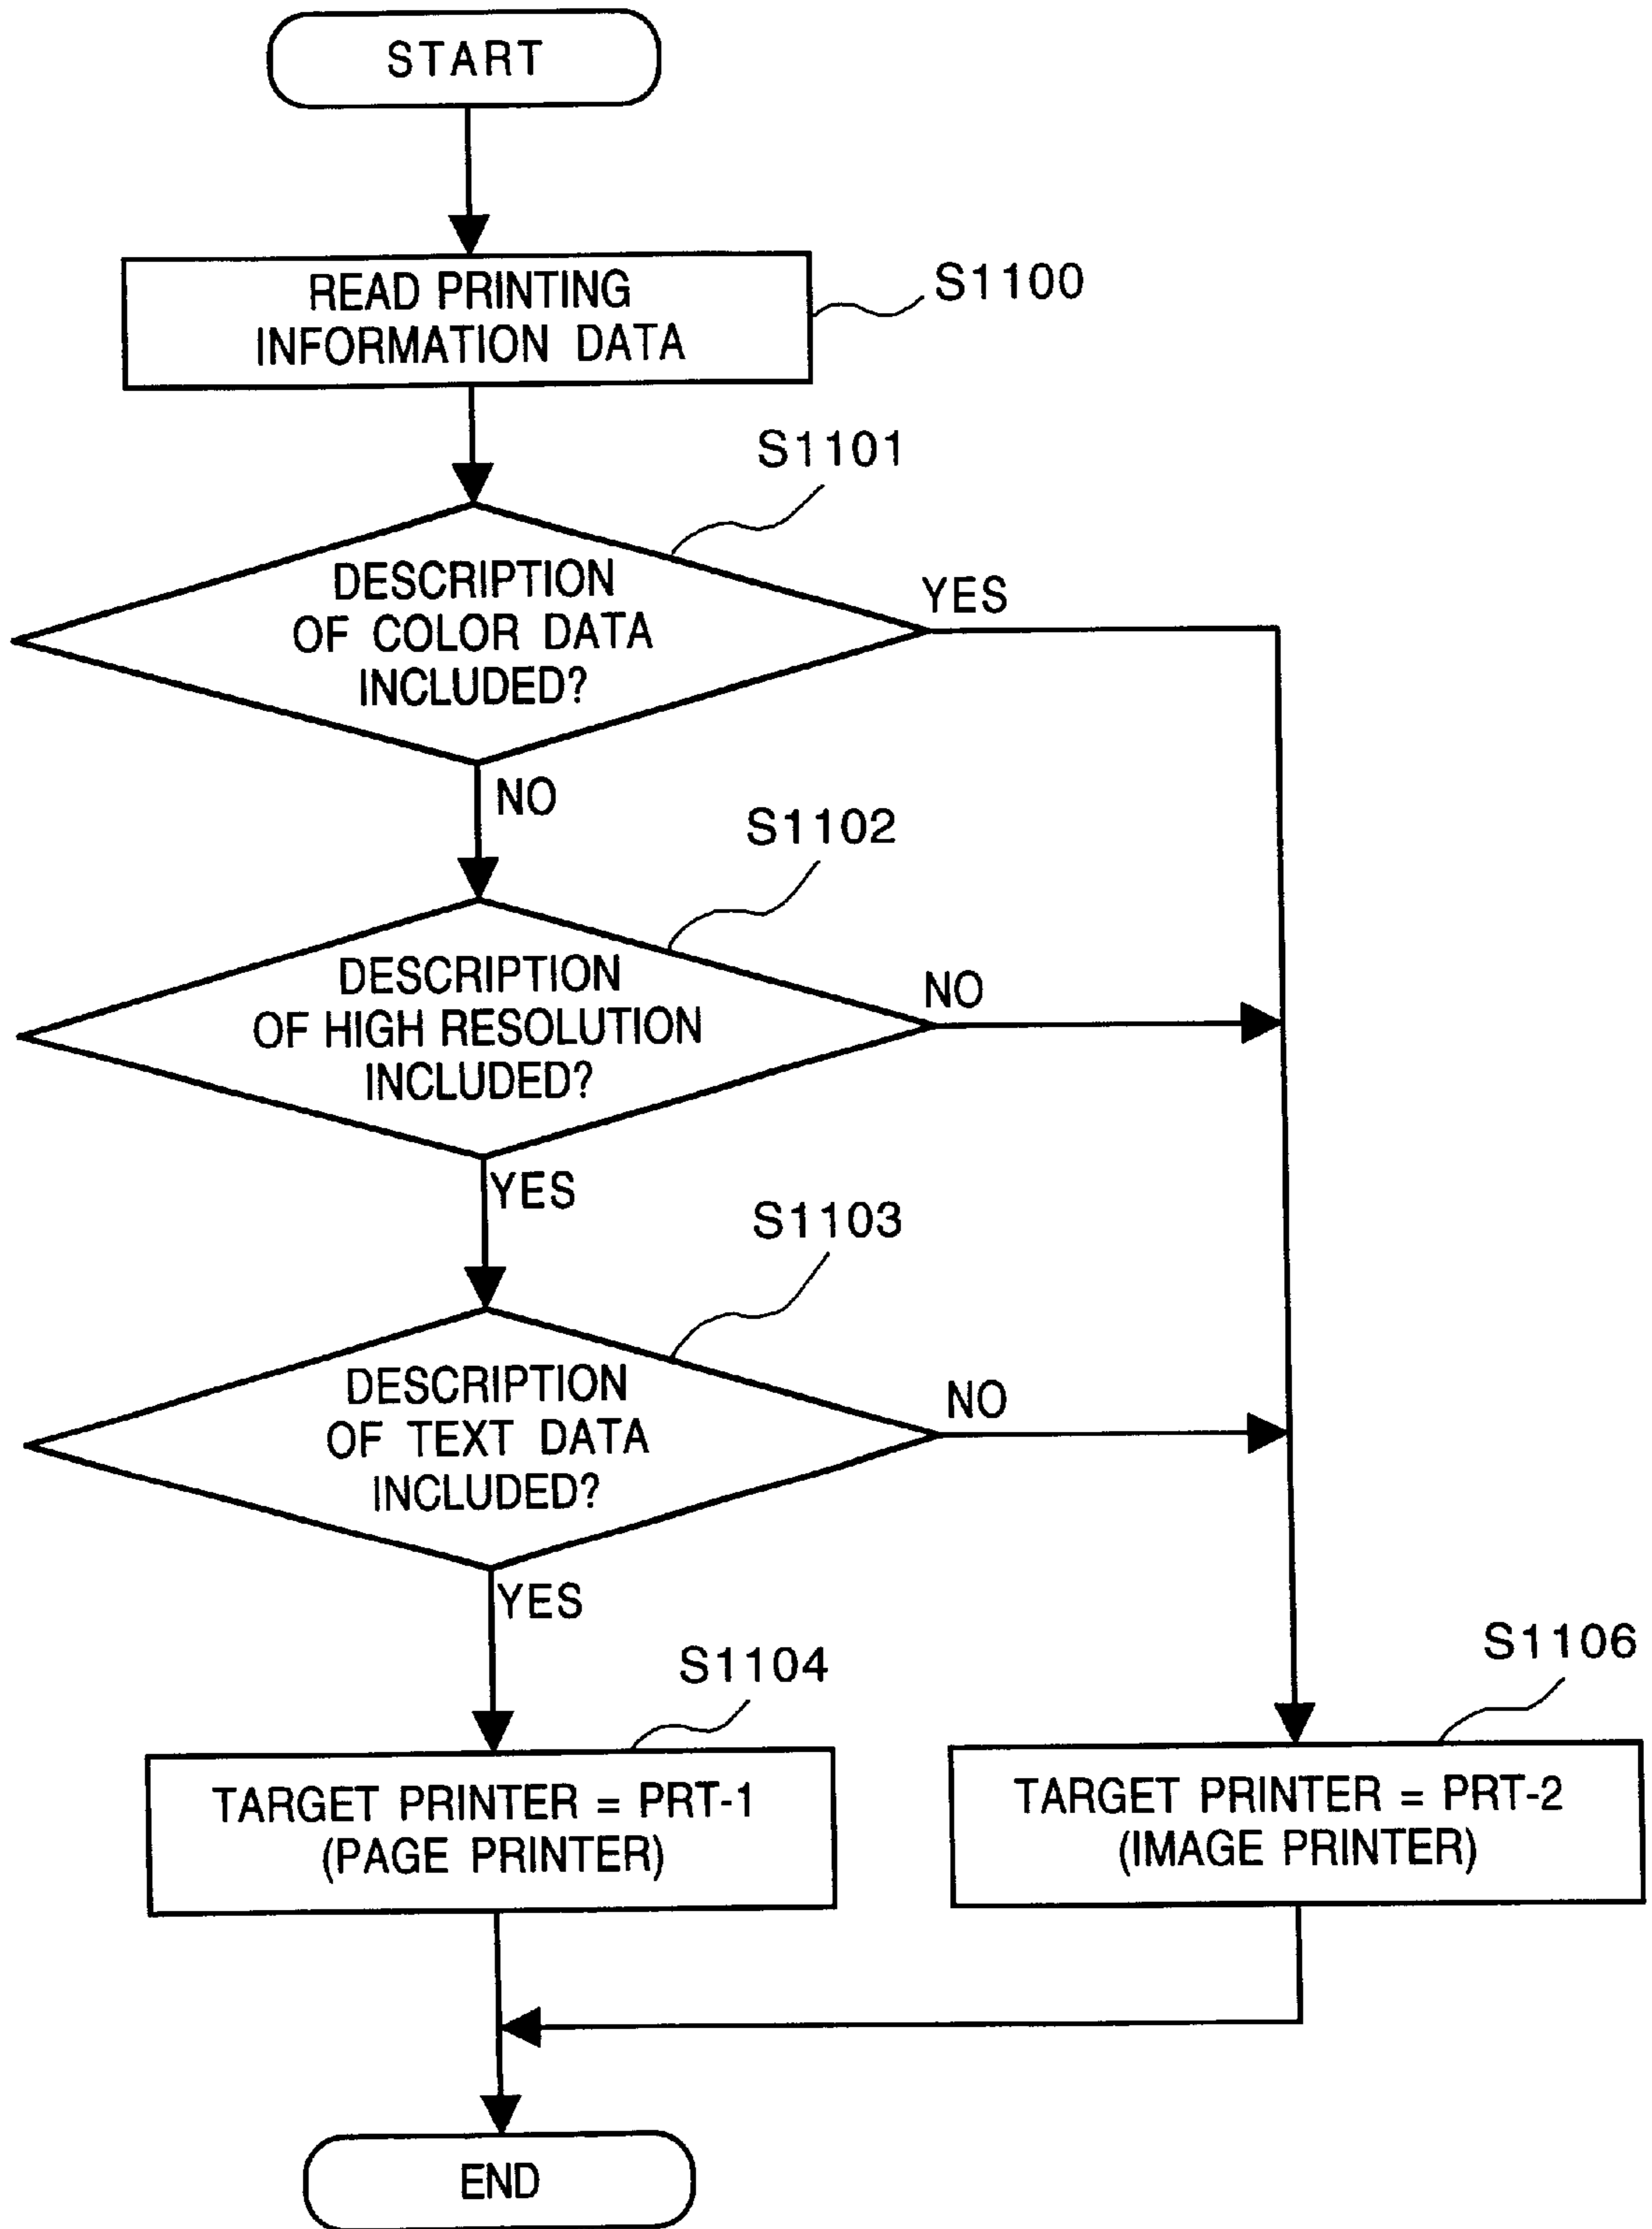 START
READ PRINTING
INFORMATION DATA
S1100
S1101
DESCRIPTION
OF COLOR DATA
INCLUDED?
YES
NO
S1102
DESCRIPTION
OF HIGH RESOLUTION
INCLUDED?
NO
YES
S1103
DESCRIPTION
OF TEXT DATA
INCLUDED?
NO
YES
S1104
TARGET PRINTER = PRT-1
(PAGE PRINTER)
S1106
TARGET PRINTER = PRT-2
(IMAGE PRINTER)
END